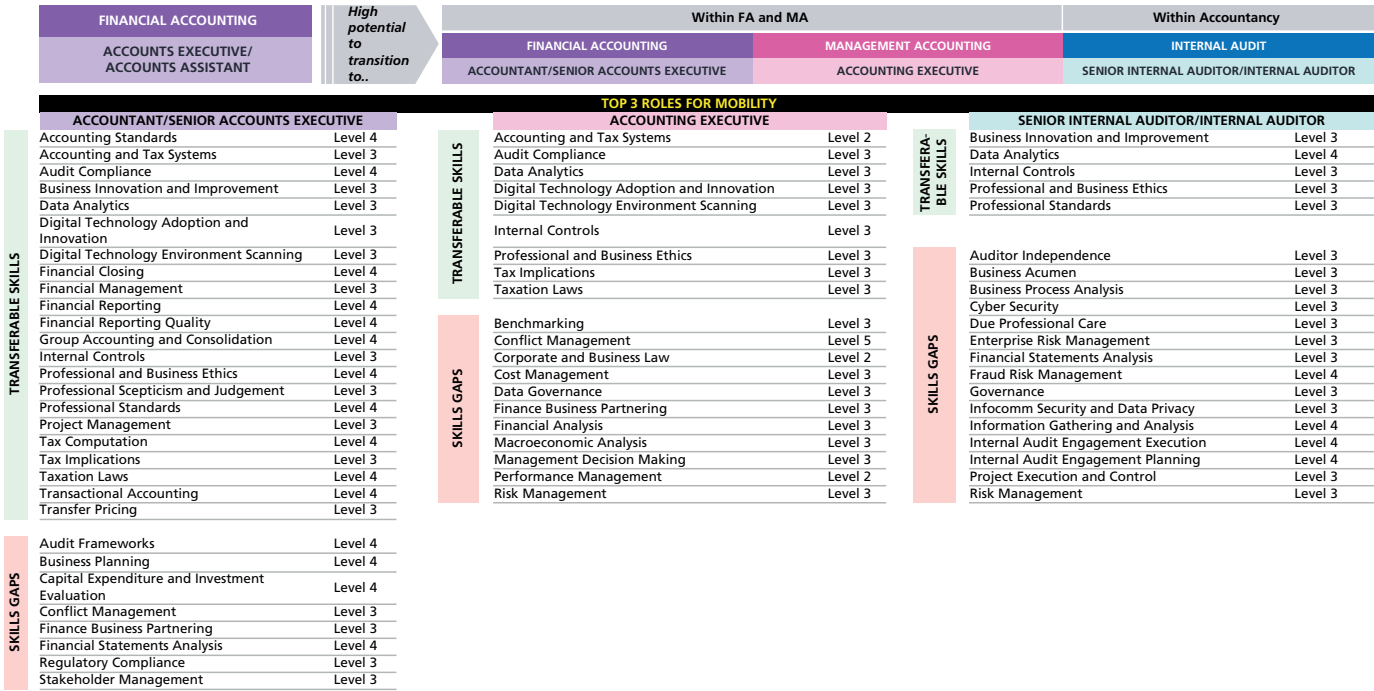 FINANCIAL ACCOUNTING
ACCOUNTS EXECUTIVE/
ACCOUNTS ASSISTANT
High
potential
to
transition
to..
Within FA and MA
Within Accountancy
FINANCIAL ACCOUNTING
MANAGEMENT ACCOUNTING
INTERNAL AUDIT
ACCOUNTANT/SENIOR ACCOUNTS EXECUTIVE
ACCOUNTING EXECUTIVE
SENIOR INTERNAL AUDITOR/INTERNAL AUDITOR
TOP 3 ROLES FOR MOBILITY
ACCOUNTANT/SENIOR ACCOUNTS EXECUTIVE
TRANSFERABLE SKILLS
Accounting Standards Level 4
Accounting and Tax Systems Level 3
Audit Compliance Level 4
Business Innovation and Improvement Level 3
Data Analytics Level 3
Digital Technology Adoption and
Innovation Level 3
Digital Technology Environment Scanning Level 3
Financial Closing Level 4
Financial Management Level 3
Financial Reporting Level 4
Financial Reporting Quality Level 4
Group Accounting and Consolidation Level 4
Internal Controls Level 3
Professional and Business Ethics Level 4
Professional Scepticism and Judgement Level 3
Professional Standards Level 4
Project Management Level 3
Tax Computation Level 4
Tax Implications Level 3
Taxation Laws Level 4
Transactional Accounting Level 4
Transfer Pricing Level 3
SKILLS GAPS
Audit Frameworks Level 4
Business Planning Level 4
Capital Expenditure and Investment
Evaluation Level 4
Conflict Management Level 3
Finance Business Partnering Level 3
Financial Statements Analysis Level 4
Regulatory Compliance Level 3
Stakeholder Management Level 3
ACCOUNTING EXECUTIVE
TRANSFERABLE SKILLS
Accounting and Tax Systems Level 2
Audit Compliance Level 3
Data Analytics Level 3
Digital Technology Adoption and Innovation Level 3
Digital Technology Environment Scanning Level 3
Internal Controls Level 3
Professional and Business Ethics Level 3
Tax Implications Level 3
Taxation Laws Level 3
SKILLS GAPS
Benchmarking Level 3
Conflict Management Level 5
Corporate and Business Law Level 2
Cost Management Level 3
Data Governance Level 3
Finance Business Partnering Level 3
Financial Analysis Level 3
Macroeconomic Analysis Level 3
Management Decision Making Level 3
Performance Management Level 2
Risk Management Level 3
SENIOR INTERNAL AUDITOR/INTERNAL AUDITOR
TRANSFERA-
BLE SKILLS
Business Innovation and Improvement Level 3
Data Analytics Level 4
Internal Controls Level 3
Professional and Business Ethics Level 3
Professional Standards Level 3
SKILLS GAPS
Auditor Independence Level 3
Business Acumen Level 3
Business Process Analysis Level 3
Cyber Security Level 3
Due Professional Care Level 3
Enterprise Risk Management Level 3
Financial Statements Analysis Level 3
Fraud Risk Management Level 4
Governance Level 3
Infocomm Security and Data Privacy Level 3
Information Gathering and Analysis Level 4
Internal Audit Engagement Execution Level 4
Internal Audit Engagement Planning Level 4
Project Execution and Control Level 3
Risk Management Level 3